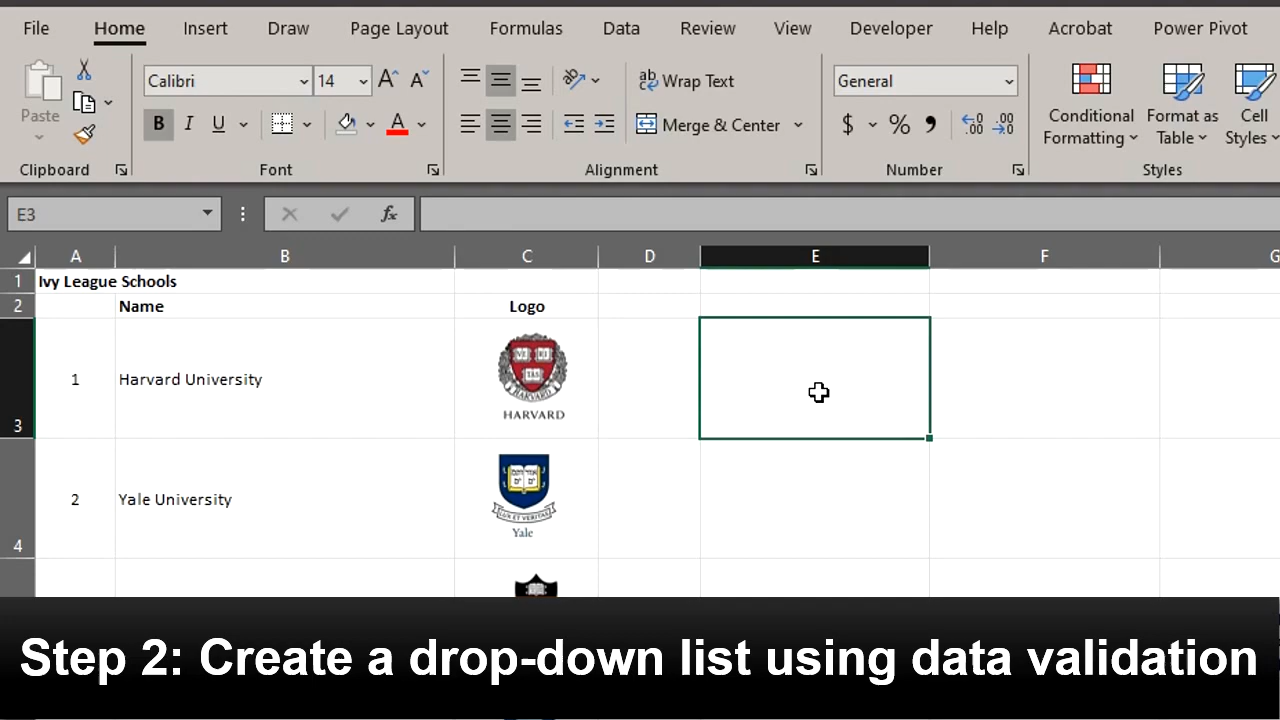 File Home Insert Draw Page Layout Formulas Data Review View Developer Help Acrobat Power Pivot
Paste
Calibri 14
B I U
Wrap Text
Merge & Center
General
$ % ,
Conditional Formatting
Format as Table
Cell Styles
Clipboard Font Alignment Number Styles
E3 fx
A B C D E F G
1 Ivy League Schools
2 Name Logo
3 1 Harvard University
HARVARD
4 2 Yale University
LUX ET VERITAS
Yale
Step 2: Create a drop-down list using data validation